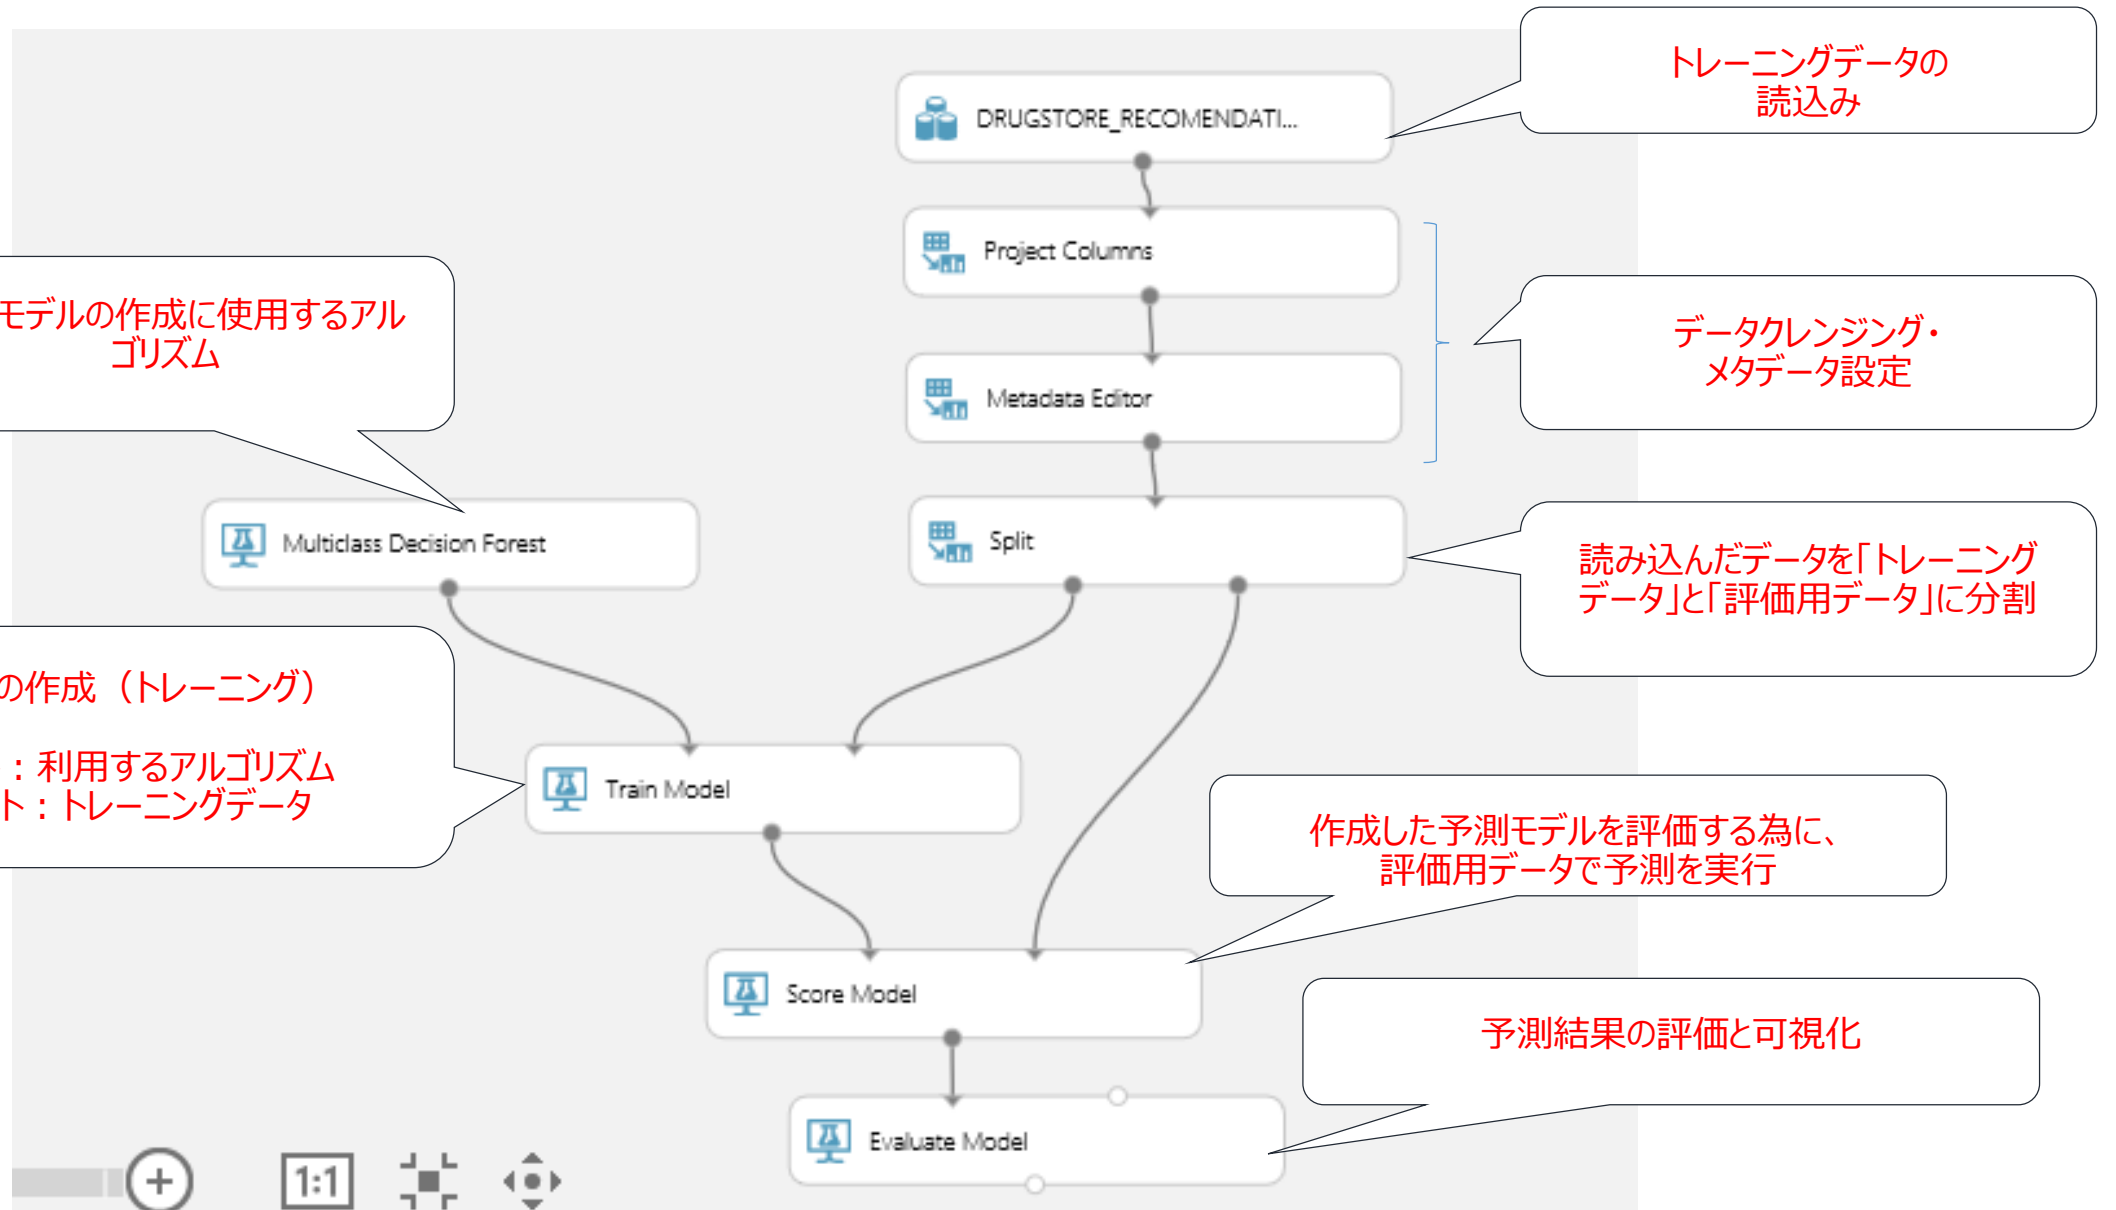 トレーニングデータの
読込み
DRUGSTORE_RECOMENDATI...
Project Columns
モデルの作成に使用するアル
ゴリズム
データクレンジング・
メタデータ設定
Metadata Editor
Multiclass Decision Forest
Split
読み込んだデータを「トレーニング
データ」と「評価用データ」に分割
の作成（トレーニング）
：利用するアルゴリズム
ト：トレーニングデータ
Train Model
作成した予測モデルを評価する為に、
評価用データで予測を実行
Score Model
予測結果の評価と可視化
Evaluate Model
1:1